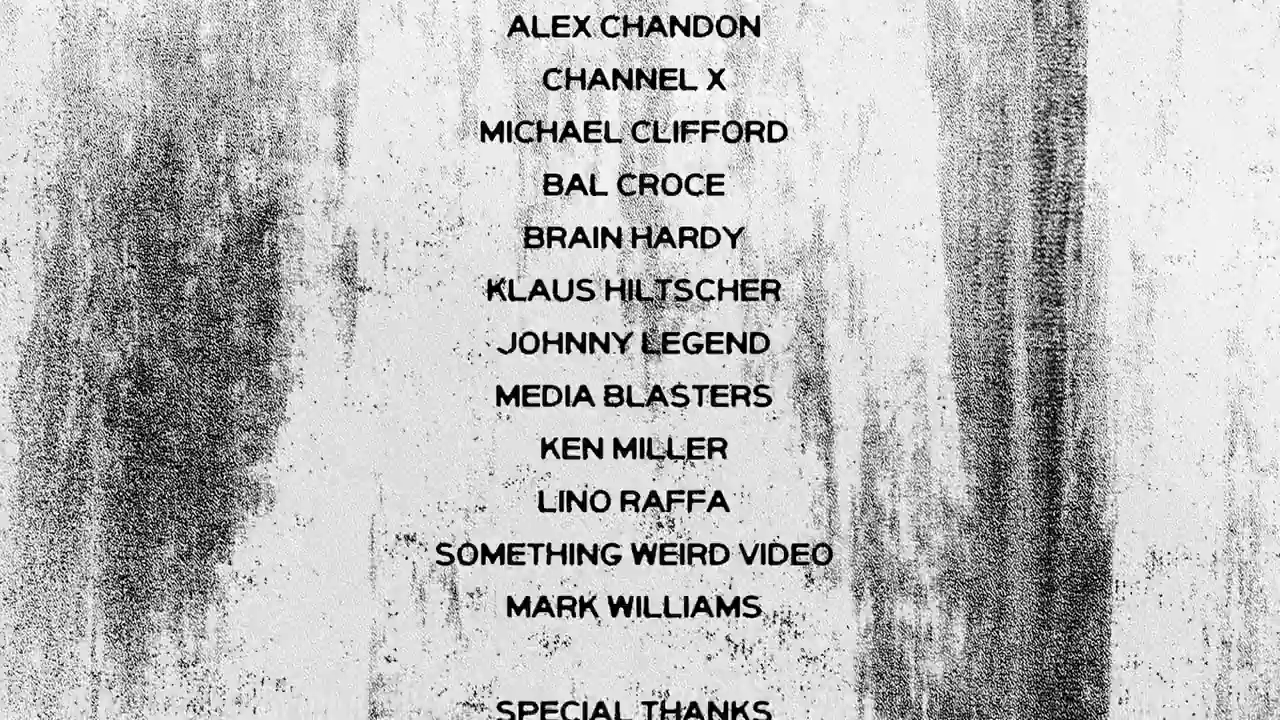 ALEX CHANDON
CHANNEL X
MICHAEL CLIFFORD
BAL CROCE
BRAIN HARDY
KLAUS HILTSCHER
JOHNNY LEGEND
MEDIA BLASTERS
KEN MILLER
LINO RAFFA
SOMETHING WEIRD VIDEO
MARK WILLIAMS
SPECIAL THANKS